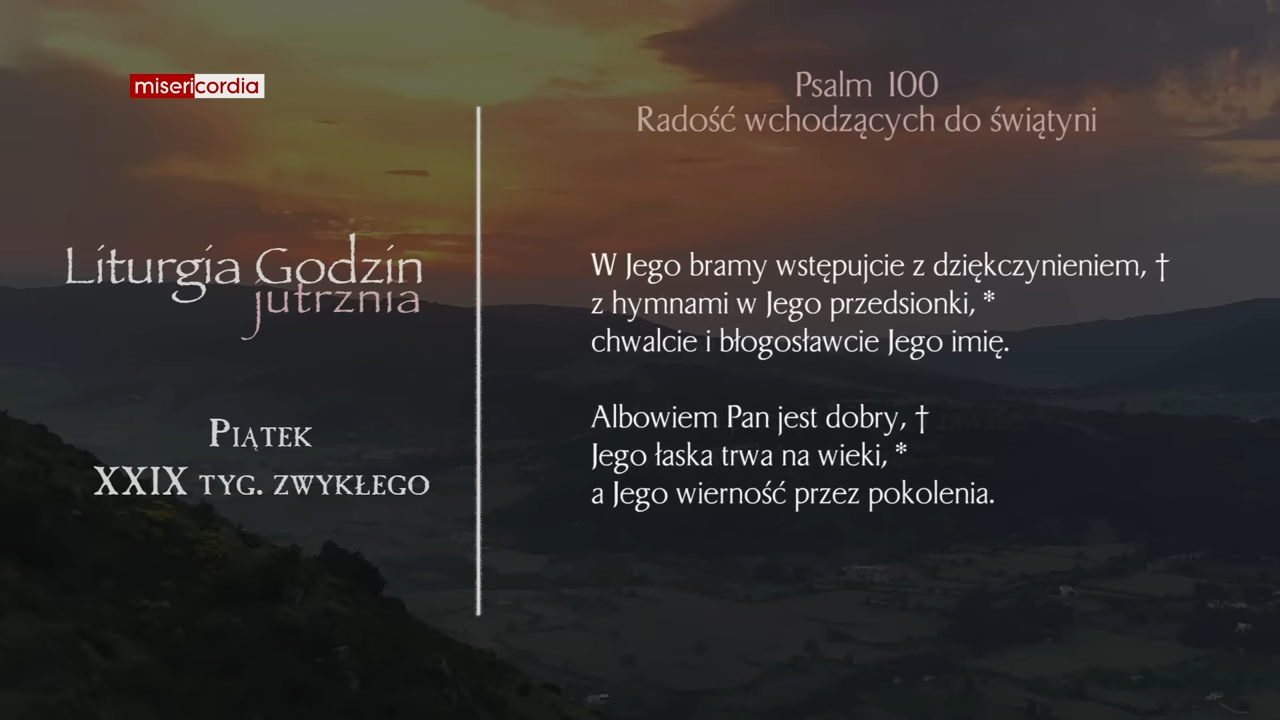 misericordia
Liturgia Godzin
jutrznia
Piątek
XXIX tyg. zwykłego
Psalm 100
Radość wchodzących do świątyni
W Jego bramy wstępujcie z dziękczynieniem, †
z hymnami w Jego przedsionki, *
chwalcie i błogosławcie Jego imię.
Albowiem Pan jest dobry, †
Jego łaska trwa na wieki, *
a Jego wierność przez pokolenia.